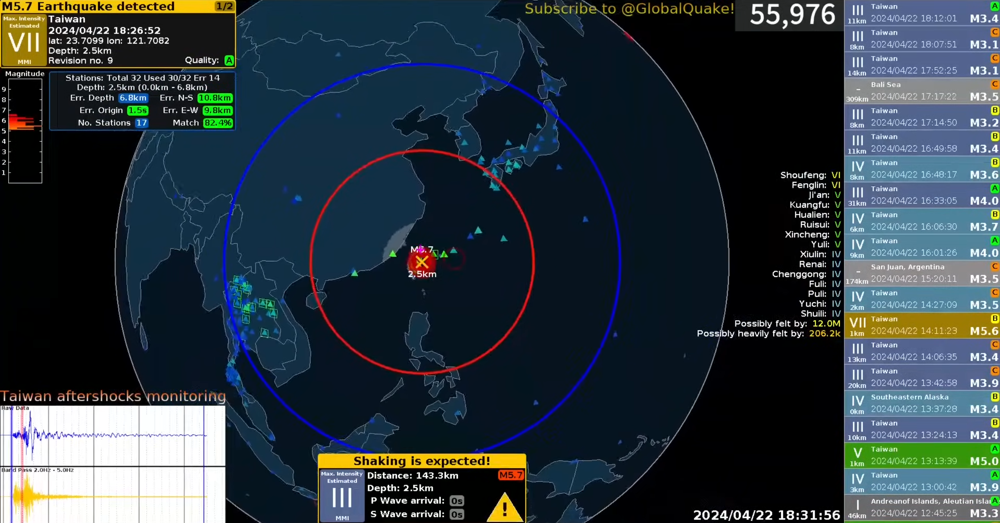 M5.7 Earthquake detected 1/2
Max. Intensity
Estimated
VII
MMI
Taiwan
2024/04/22 18:26:52
lat: 23.7099 lon: 121.7082
Depth: 2.5km
Revision no. 9 Quality: A
Magnitude
9
8
7
6
5
4
3
2
1
Stations: Total 32 Used 30/32 Err 14
Depth: 2.5km (0.0km - 6.8km)
Err. Depth 6.8km Err. N-S 10.8km
Err. Origin 1.5s Err. E-W 9.8km
No. Stations 17 Match 82.4%
Subscribe to @GlobalQuake!
55,976
M5.7
2.5km
Shoufeng: VI
Fenglin: VI
Ji'an: V
Kuangfu: V
Hualien: V
Ruisui: V
Xincheng: V
Yuli: V
Xiulin: IV
Renai: IV
Chenggong: IV
Fuli: IV
Puli: IV
Yuchi: IV
Shuili: IV
Possibly felt by: 12.0M
Possibly heavily felt by: 206.2k
Taiwan aftershocks monitoring
Raw Data
Band Pass 2.0Hz - 5.0Hz
Shaking is expected!
Max. Intensity
Estimated
III
MMI
Distance: 143.3km M5.7
Depth: 2.5km
P Wave arrival: 0s
S Wave arrival: 0s
!
2024/04/22 18:31:56
III Taiwan A
11km 2024/04/22 18:12:01 M3.4
III Taiwan C
8km 2024/04/22 18:07:51 M3.1
III Taiwan C
14km 2024/04/22 17:52:25 M3.1
- Bali Sea C
309km 2024/04/22 17:17:22 M3.5
III Taiwan B
8km 2024/04/22 17:14:50 M3.2
III Taiwan B
11km 2024/04/22 16:49:58 M3.4
IV Taiwan B
8km 2024/04/22 16:48:17 M3.6
III Taiwan A
31km 2024/04/22 16:33:05 M4.0
IV Taiwan B
6km 2024/04/22 16:06:30 M3.7
IV Taiwan A
9km 2024/04/22 16:01:26 M4.0
- San Juan, Argentina C
174km 2024/04/22 15:20:11 M3.5
IV Taiwan C
2km 2024/04/22 14:27:09 M3.5
VII Taiwan B
1km 2024/04/22 14:11:23 M5.6
III Taiwan C
13km 2024/04/22 14:06:35 M3.4
III Taiwan C
20km 2024/04/22 13:42:58 M3.9
IV Southeastern Alaska B
0km 2024/04/22 13:37:28 M3.4
III Taiwan B
10km 2024/04/22 13:24:13 M3.4
V Taiwan A
1km 2024/04/22 13:13:39 M5.0
IV Taiwan A
3km 2024/04/22 13:00:42 M3.9
I Andreanof Islands, Aleutian Islan A
46km 2024/04/22 12:45:25 M3.3